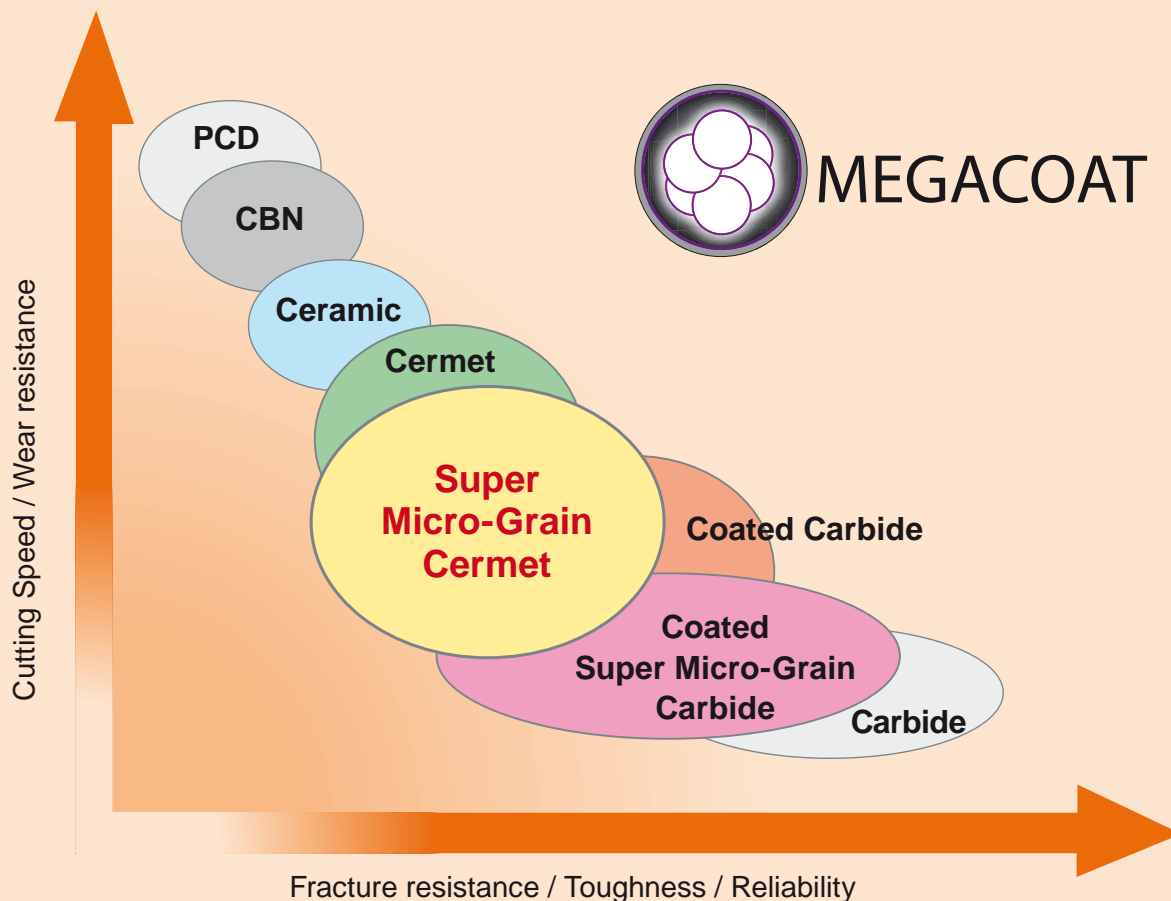 PCD
MEGACOAT
CBN
Ceramic
Cermet
Super
Micro-Grain
Cermet
Coated Carbide
Coated
Super Micro-Grain
Carbide
Carbide
Cutting Speed / Wear resistance
Fracture resistance / Toughness / Reliability